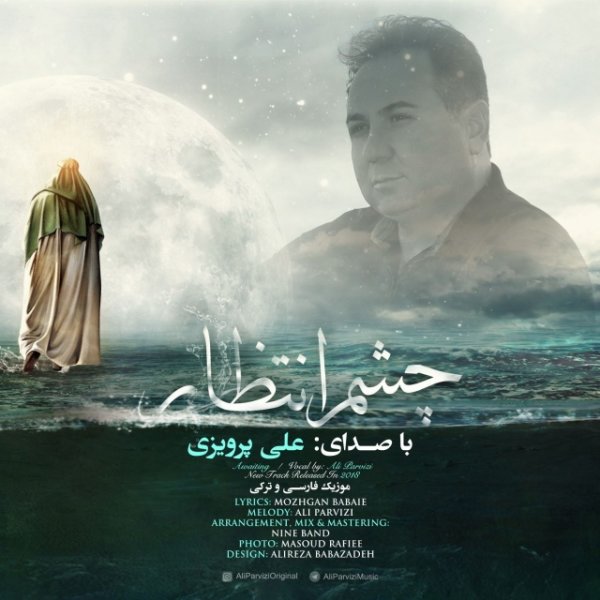 چشم انتظار
با صدای: علی پرویزی
Awaiting / Vocal by: Ali Parvizi
New Track Released In 2018
موزیک فارسی و ترکی
LYRICS: MOZHGAN BABAIE
MELODY: ALI PARVIZI
ARRANGEMENT, MIX & MASTERING:
NINE BAND
PHOTO: MASOUD RAFIEE
DESIGN: ALIREZA BABAZADEH
AliParviziOriginal AliParviziMusic